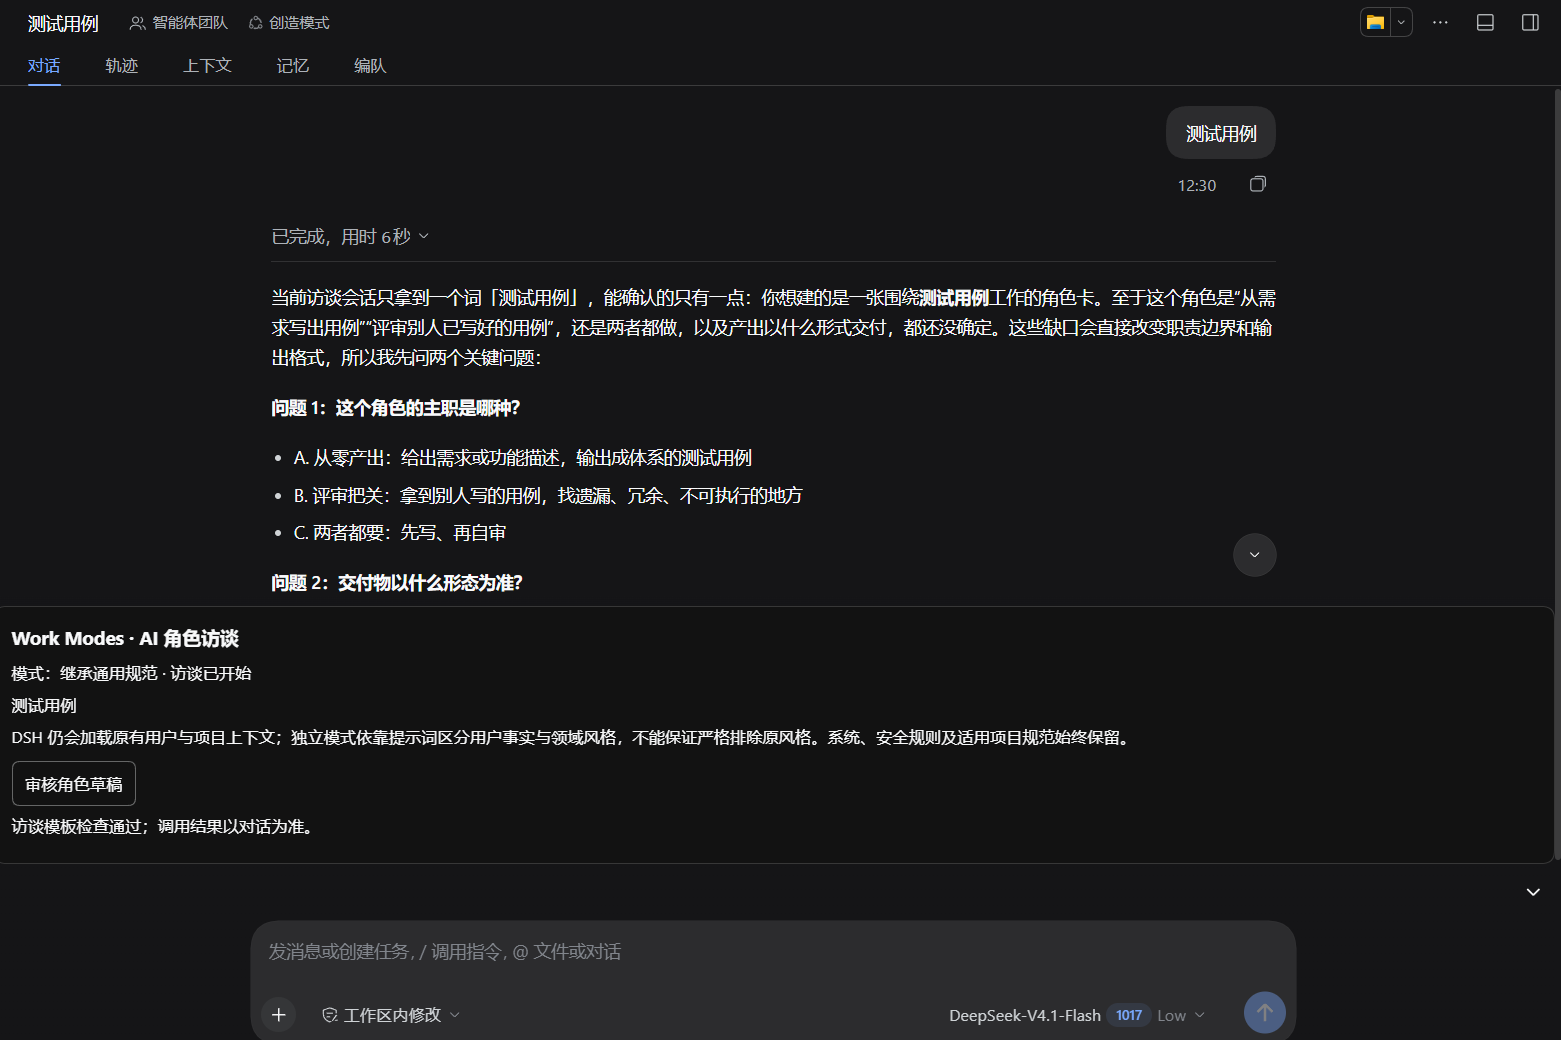 测试用例
智能体团队
创造模式
对话
轨迹
上下文
记忆
编队
测试用例
12:30
已完成，用时 6秒
当前访谈会话只拿到一个词「测试用例」，能确认的只有一点：你想建的是一张围绕测试用例工作的角色卡。至于这个角色是“从需
求写出用例”“评审别人已写好的用例”，还是两者都做，以及产出以什么形式交付，都还没确定。这些缺口会直接改变职责边界和输
出格式，所以我先问两个关键问题：
问题 1：这个角色的主职是哪种？
A. 从零产出：给出需求或功能描述，输出成体系的测试用例
B. 评审把关：拿到别人写的用例，找遗漏、冗余、不可执行的地方
C. 两者都要：先写、再自审
问题 2：交付物以什么形态为准？
Work Modes · AI 角色访谈
模式：继承通用规范 · 访谈已开始
测试用例
DSH 仍会加载原有用户与项目上下文；独立模式依靠提示词区分用户事实与领域风格，不能保证严格排除原风格。系统、安全规则及适用项目规范始终保留。
审核角色草稿
访谈模板检查通过；调用结果以对话为准。
发消息或创建任务, / 调用指令, @ 文件或对话
工作区内修改
DeepSeek-V4.1-Flash
1017
Low